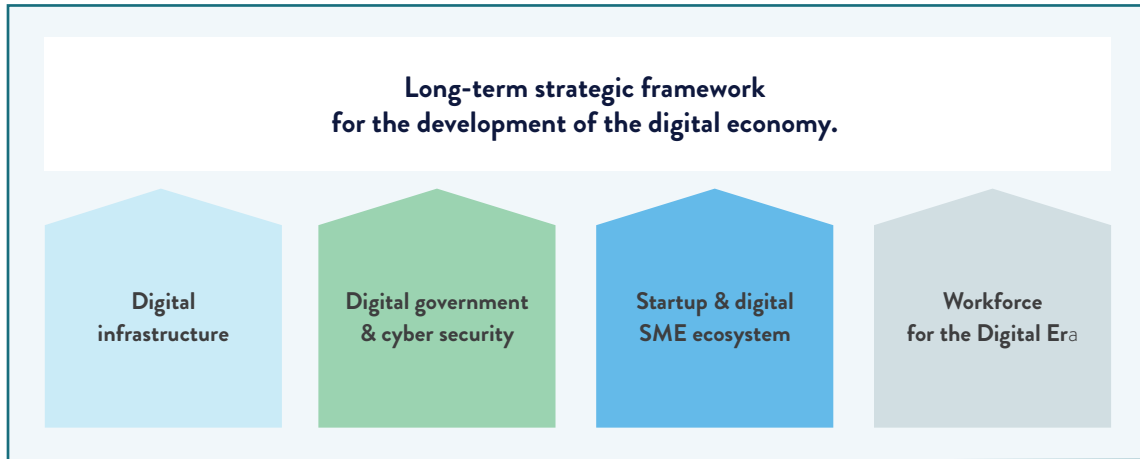 Long-term strategic framework
for the development of the digital economy.
Digital
infrastructure
Digital government
& cyber security
Startup & digital
SME ecosystem
Workforce
for the Digital Era